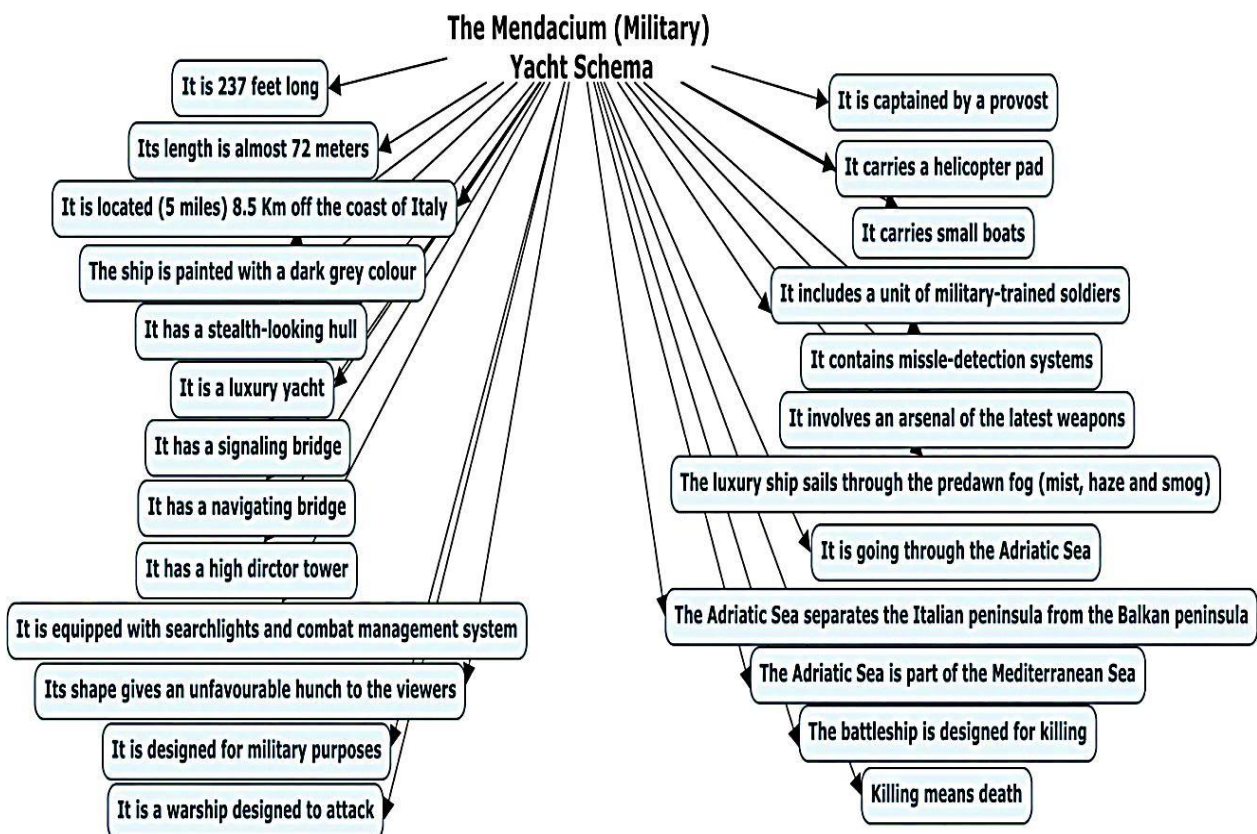 The Mendacium (Military)
Yacht Schema
It is 237 feet long
Its length is almost 72 meters
It is located (5 miles) 8.5 Km off the coast of Italy
The ship is painted with a dark grey colour
It has a stealth-looking hull
It is a luxury yacht
It has a signaling bridge
It has a navigating bridge
It has a high dirctor tower
It is equipped with searchlights and combat management system
Its shape gives an unfavourable hunch to the viewers
It is designed for military purposes
It is a warship designed to attack
It is captained by a provost
It carries a helicopter pad
It carries small boats
It includes a unit of military-trained soldiers
It contains missle-detection systems
It involves an arsenal of the latest weapons
The luxury ship sails through the predawn fog (mist, haze and smog)
It is going through the Adriatic Sea
The Adriatic Sea separates the Italian peninsula from the Balkan peninsula
The Adriatic Sea is part of the Mediterranean Sea
The battleship is designed for killing
Killing means death